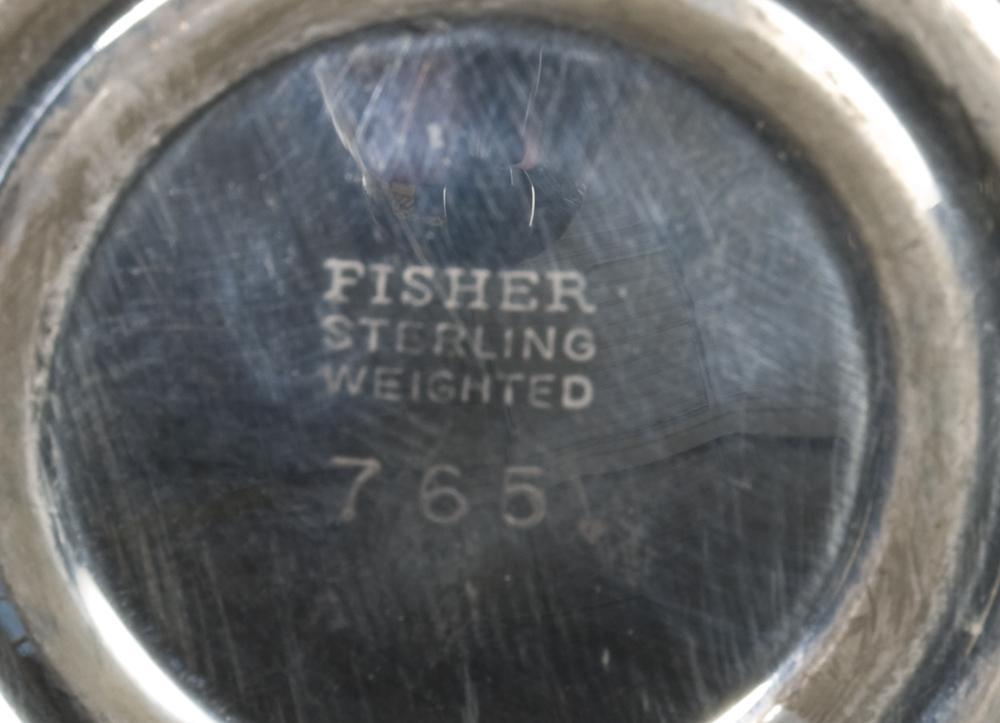 FISHER
STERLING
WEIGHTED
765